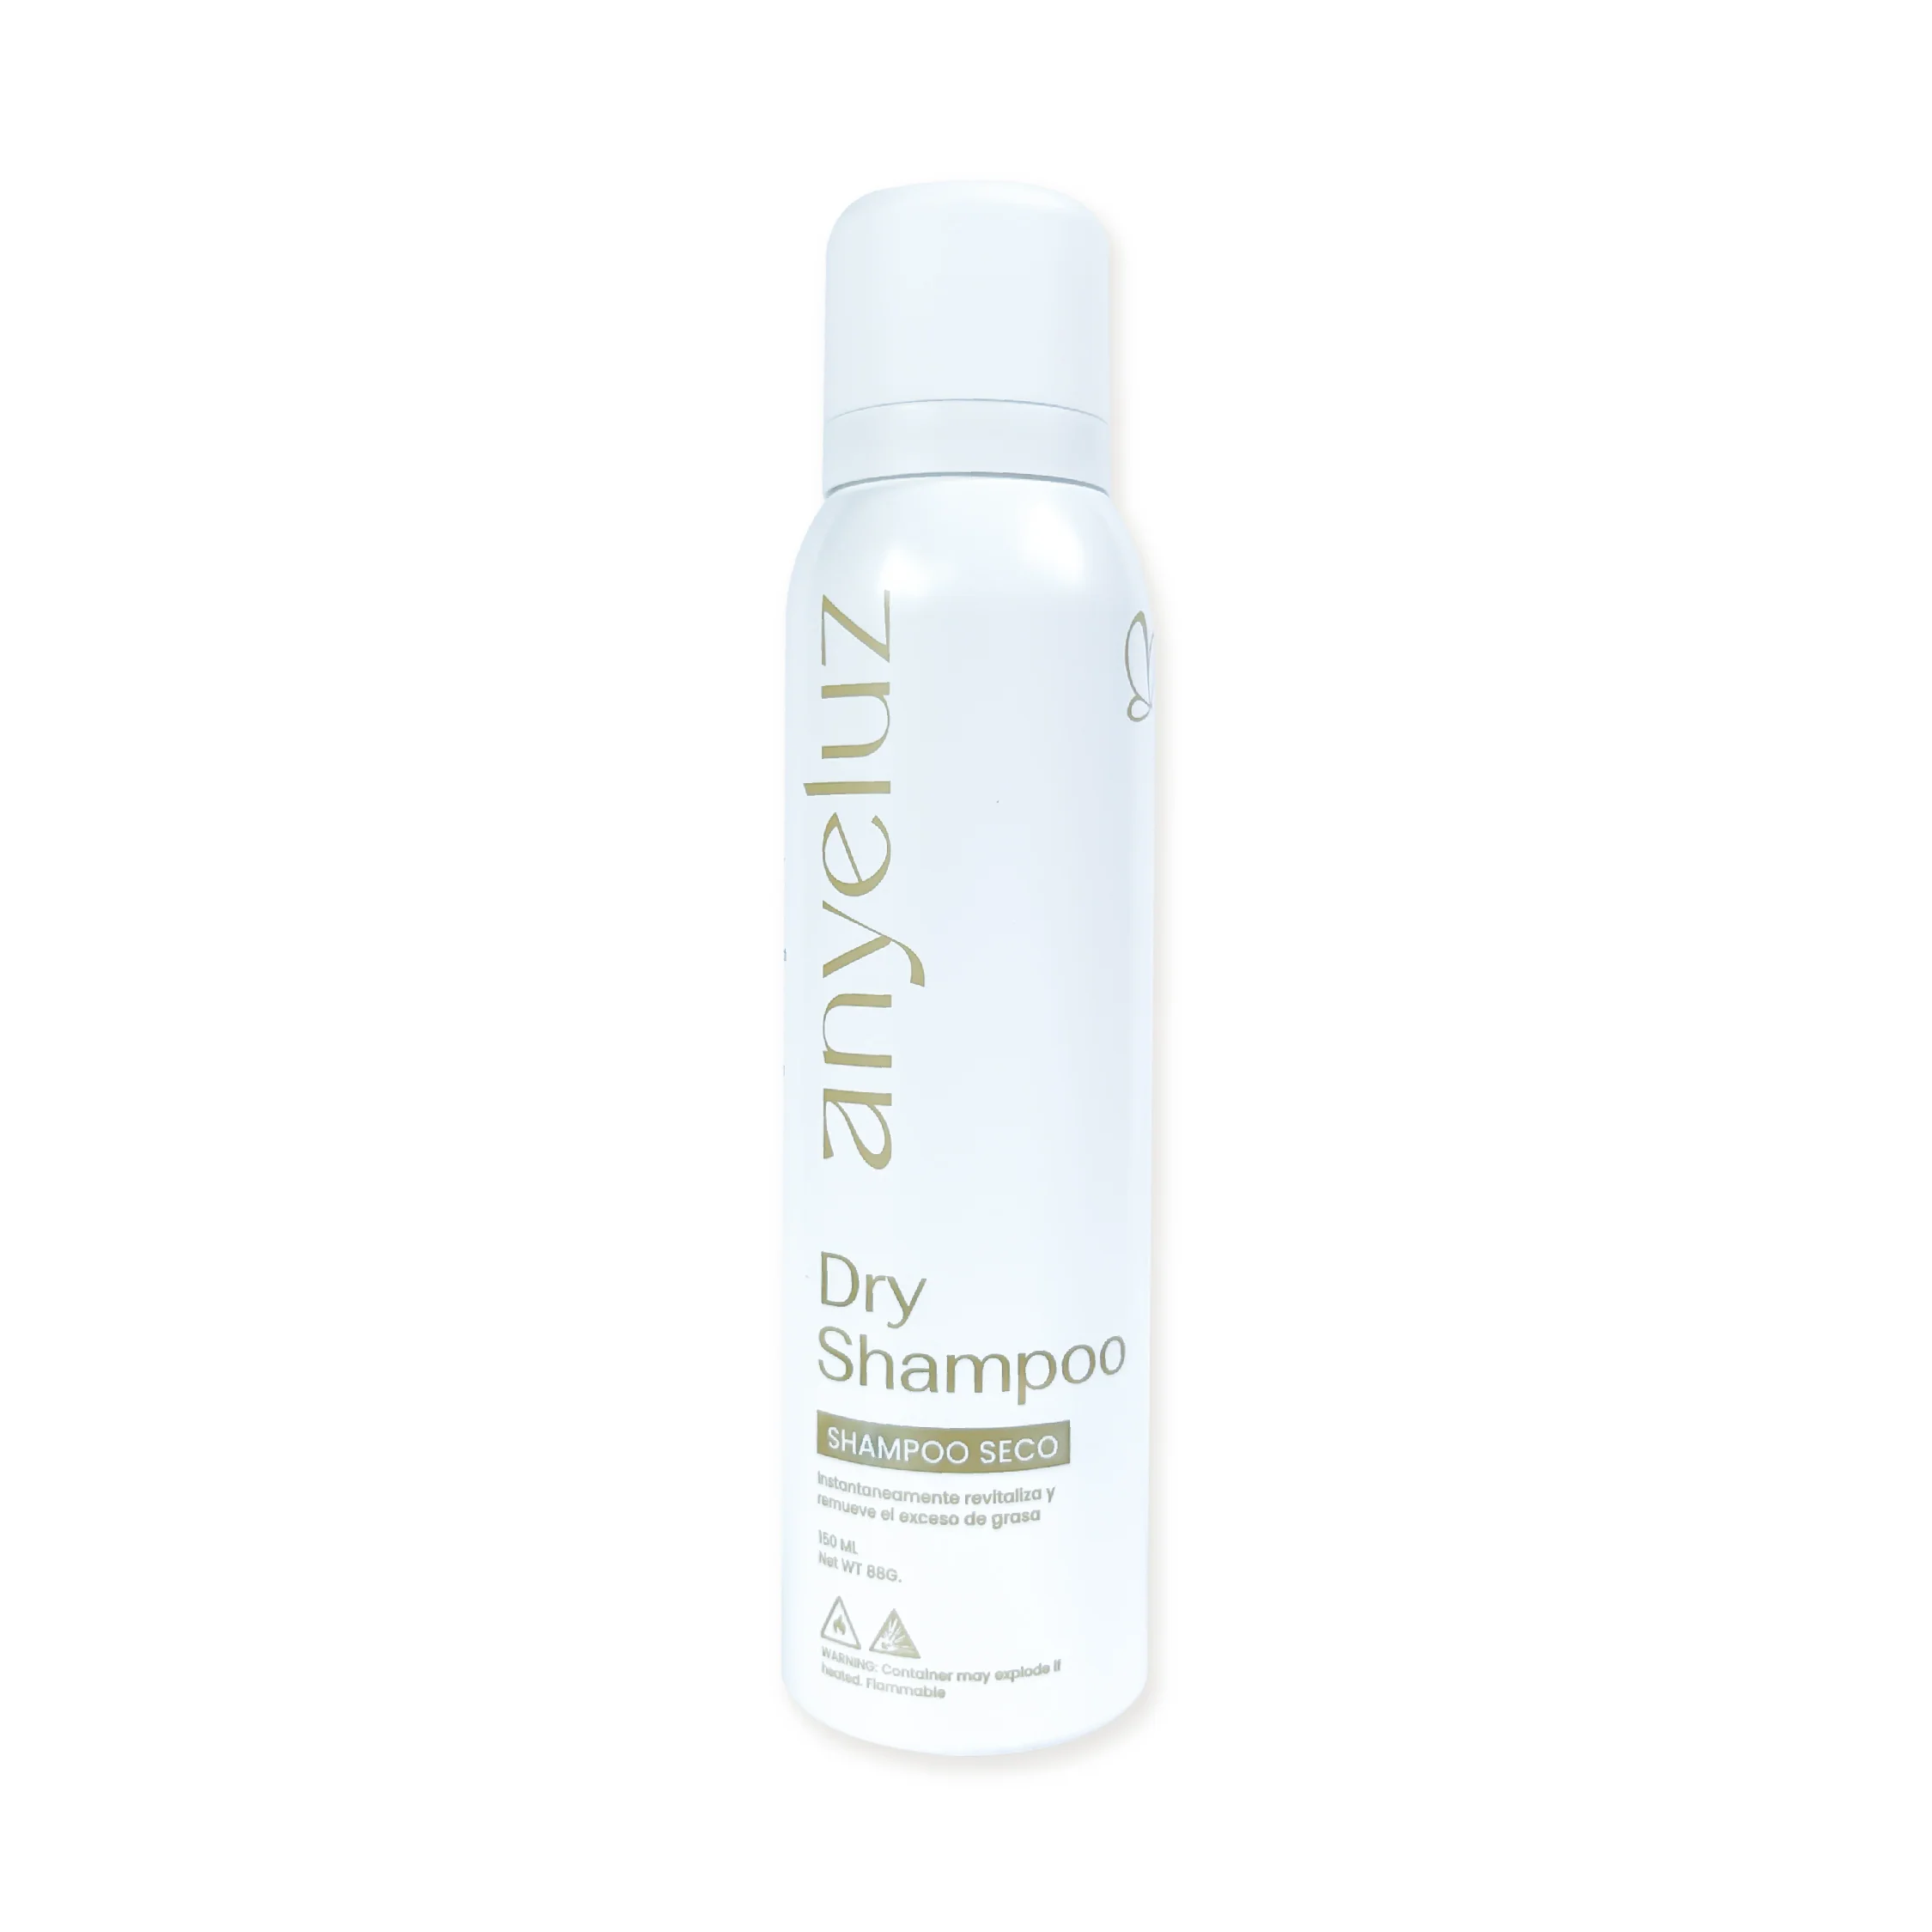 anyeluz
Dry
Shampoo
SHAMPOO SECO
Instantaneamente revitaliza y
remueve el exceso de grasa
150 ML
Net WT 88G.
WARNING: Container may explode if
heated. Flammable